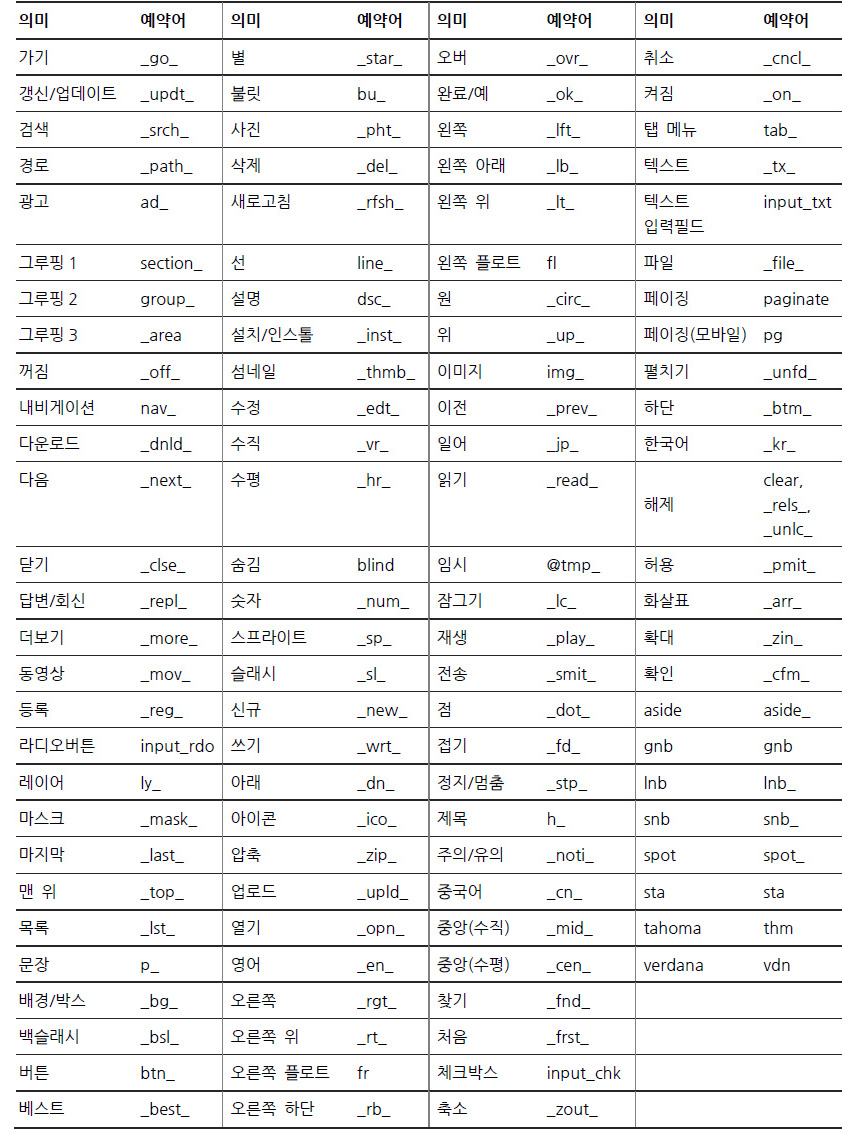 의미 예약어 의미 예약어 의미 예약어 의미 예약어
가기 _go_ 별 _star_ 오버 _ovr_ 취소 _cncl_
갱신/업데이트 _updt_ 불릿 bu_ 완료/예 _ok_ 켜짐 _on_
검색 _srch_ 사진 _pht_ 왼쪽 _lft_ 탭 메뉴 tab_
경로 _path_ 삭제 _del_ 왼쪽 아래 _lb_ 텍스트 _tx_
광고 ad_ 새로고침 _rfsh_ 왼쪽 위 _lt_ 텍스트 input_txt
입력필드
그루핑 1 section_ 선 line_ 왼쪽 플로트 fl 파일 _file_
그루핑 2 group_ 설명 dsc_ 원 _circ_ 페이징 paginate
그루핑 3 _area 설치/인스톨 _inst_ 위 _up_ 페이징(모바일) pg
꺼짐 _off_ 섬네일 _thmb_ 이미지 img_ 펼치기 _unfd_
내비게이션 nav_ 수정 _edt_ 이전 _prev_ 하단 _btm_
다운로드 _dnld_ 수직 _vr_ 일어 _jp_ 한국어 _kr_
다음 _next_ 수평 _hr_ 읽기 _read_ 해제 clear,
_rels_,
_unlc_
닫기 _clse_ 숨김 blind 임시 @tmp_ 허용 _pmit_
답변/회신 _repl_ 숫자 _num_ 잠그기 _lc_ 화살표 _arr_
더보기 _more_ 스프라이트 _sp_ 재생 _play_ 확대 _zin_
동영상 _mov_ 슬래시 _sl_ 전송 _smit_ 확인 _cfm_
등록 _reg_ 신규 _new_ 점 _dot_ aside aside_
라디오버튼 input_rdo 쓰기 _wrt_ 접기 _fd_ gnb gnb
레이어 ly_ 아래 _dn_ 정지/멈춤 _stp_ lnb lnb_
마스크 _mask_ 아이콘 _ico_ 제목 h_ snb snb_
마지막 _last_ 압축 _zip_ 주의/유의 _noti_ spot spot_
맨 위 _top_ 업로드 _upld_ 중국어 _cn_ sta sta
목록 _lst_ 열기 _opn_ 중앙(수직) _mid_ tahoma thm
문장 p_ 영어 _en_ 중앙(수평) _cen_ verdana vdn
배경/박스 _bg_ 오른쪽 _rgt_ 찾기 _fnd_
백슬래시 _bsl_ 오른쪽 위 _rt_ 처음 _frst_
버튼 btn_ 오른쪽 플로트 fr 체크박스 input_chk
베스트 _best_ 오른쪽 하단 _rb_ 축소 _zout_